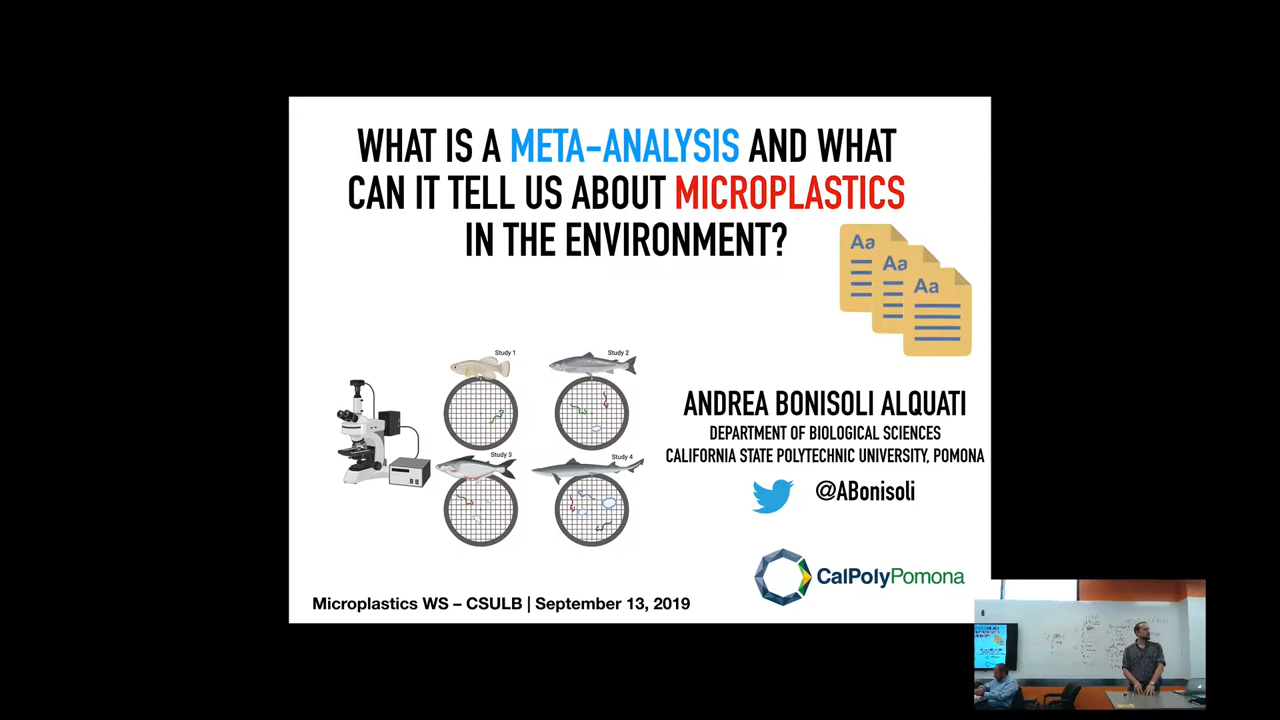 WHAT IS A META-ANALYSIS AND WHAT
CAN IT TELL US ABOUT MICROPLASTICS
IN THE ENVIRONMENT?
Aa
Aa
Aa
Study 1
Study 2
Study 3
Study 4
ANDREA BONISOLI ALQUATI
DEPARTMENT OF BIOLOGICAL SCIENCES
CALIFORNIA STATE POLYTECHNIC UNIVERSITY, POMONA
@ABonisoli
CalPolyPomona
Microplastics WS – CSULB | September 13, 2019
6